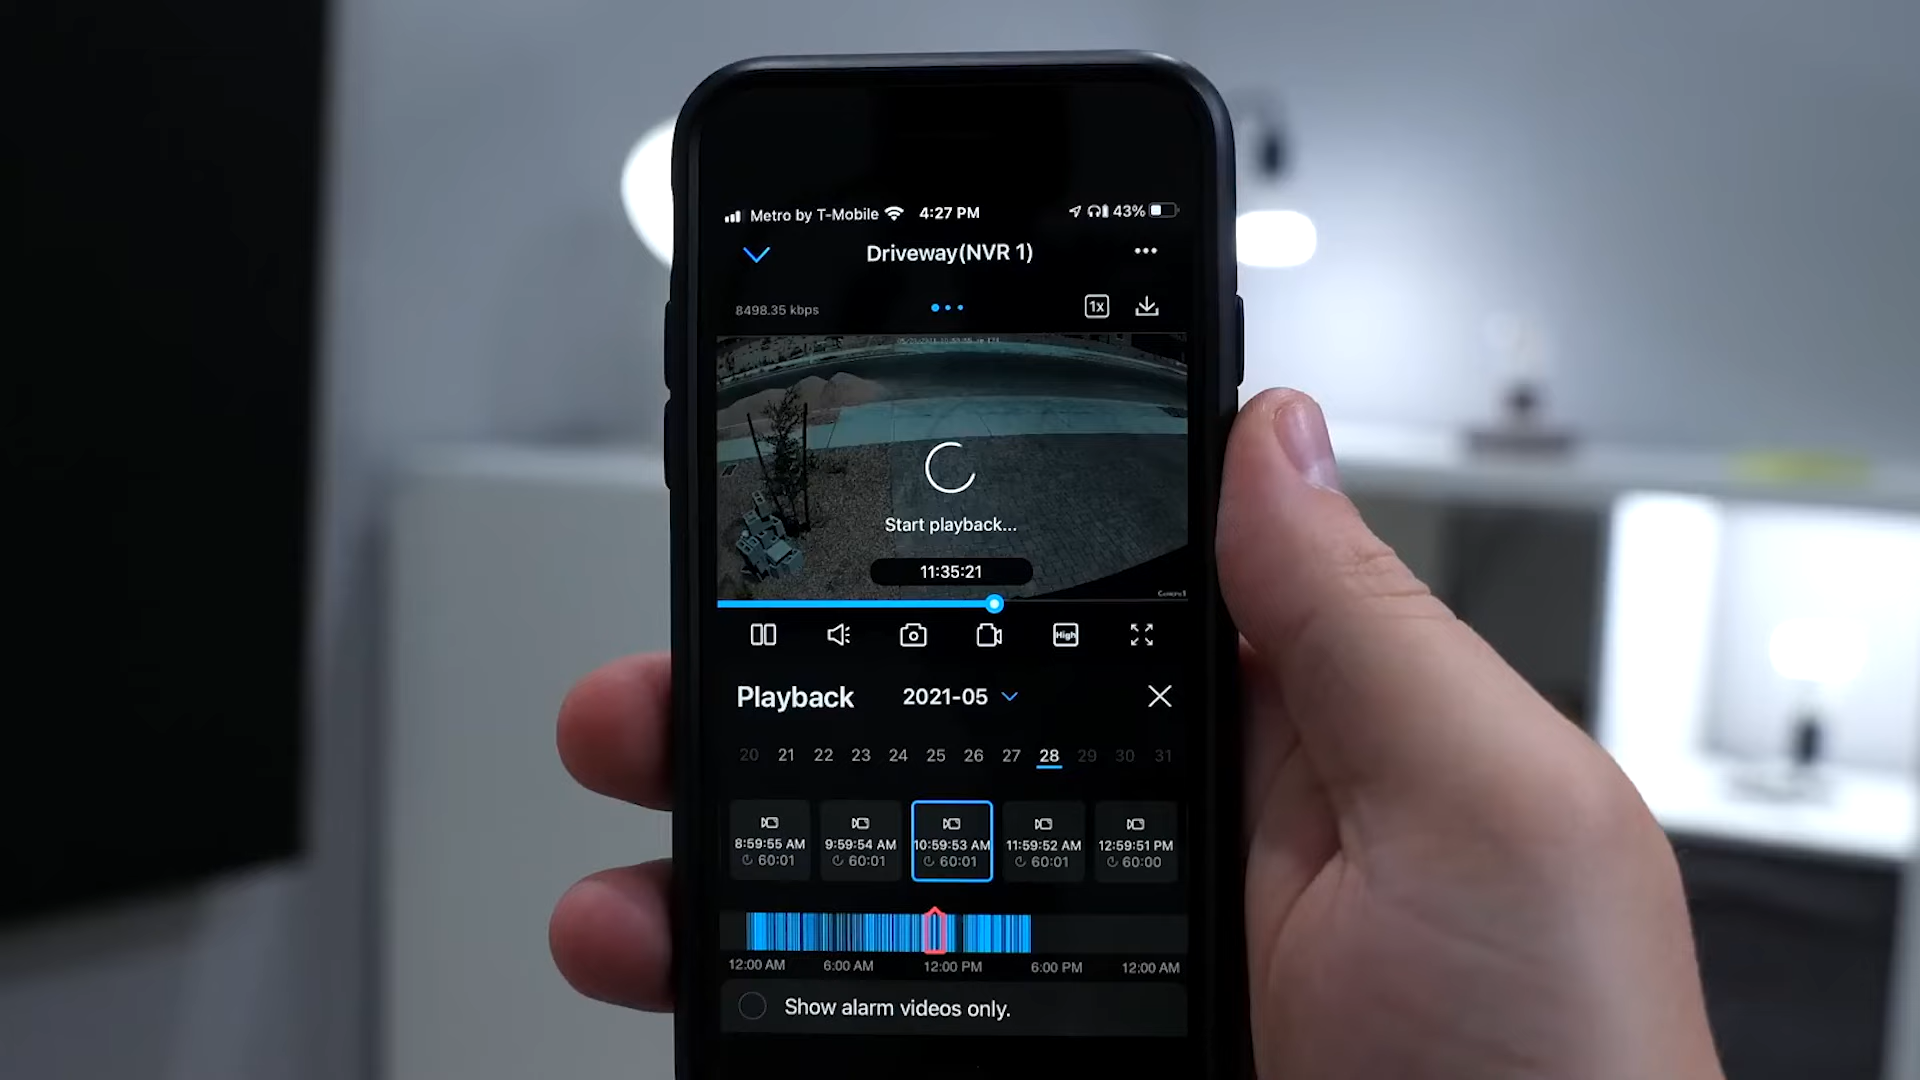 Metro by T-Mobile 4:27 PM 43%
Driveway(NVR 1)
8498.35 kbps 1x
Start playback...
11:35:21
High
Playback 2021-05
20 21 22 23 24 25 26 27 28 29 30 31
8:59:55 AM 9:59:54 AM 10:59:53 AM 11:59:52 AM 12:59:51 PM
60:01 60:01 60:01 60:01 60:00
12:00 AM 6:00 AM 12:00 PM 6:00 PM 12:00 AM
Show alarm videos only.